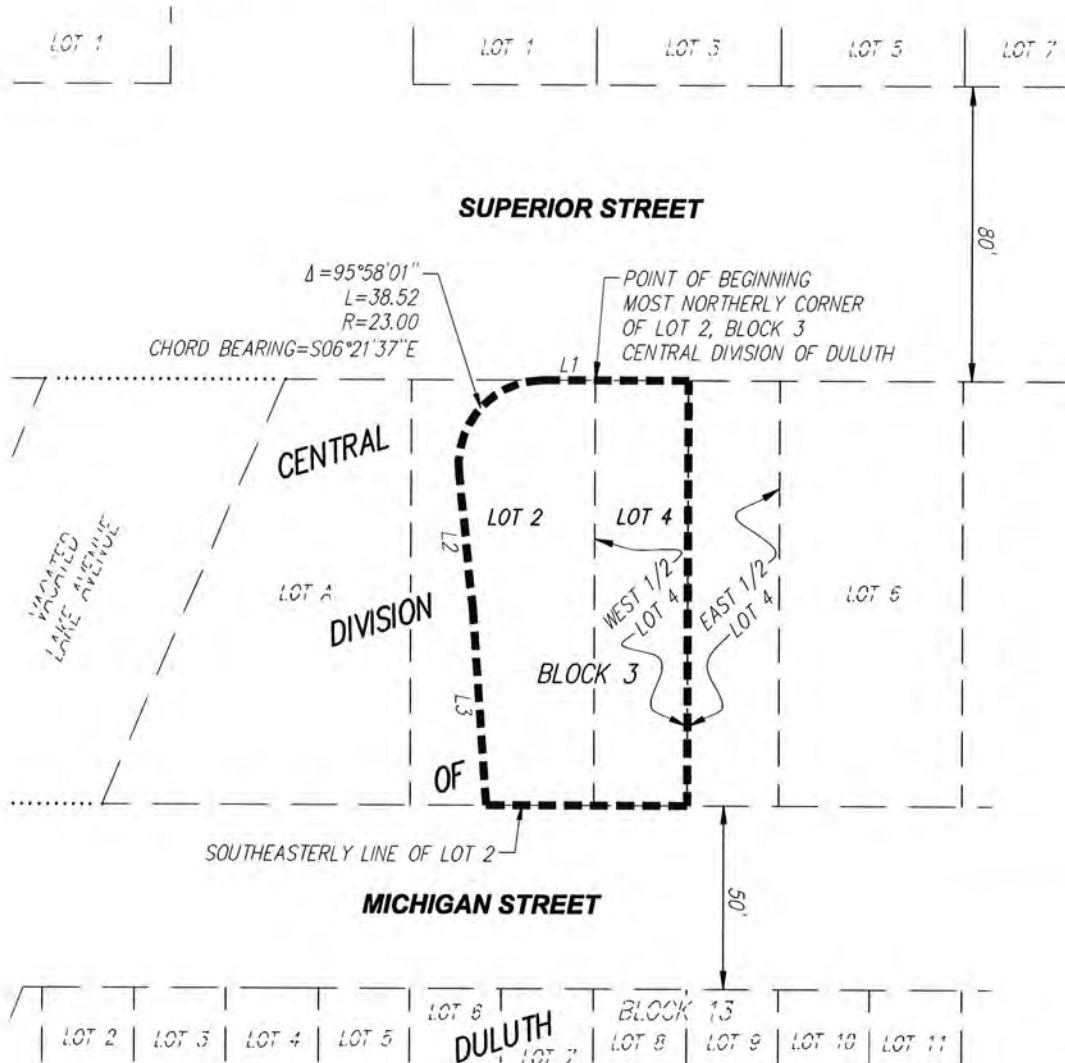 LOT 1
LOT 1
LOT 3
LOT 5
LOT 7
SUPERIOR STREET
80'
Δ=95°58'01"
L=38.52
R=23.00
CHORD BEARING=S06°21'37"E
POINT OF BEGINNING
MOST NORTHERLY CORNER
OF LOT 2, BLOCK 3
CENTRAL DIVISION OF DULUTH
L1
CENTRAL
LOT 2
LOT 4
L2
VACATED
LAKE AVENUE
LOT A
DIVISION
WEST 1/2
LOT 4
EAST 1/2
LOT 4
LOT 6
BLOCK 3
L3
OF
SOUTHEASTERLY LINE OF LOT 2
MICHIGAN STREET
50'
LOT 2
LOT 3
LOT 4
LOT 5
LOT 6
DULUTH
LOT 7
BLOCK 13
LOT 8
LOT 9
LOT 10
LOT 11